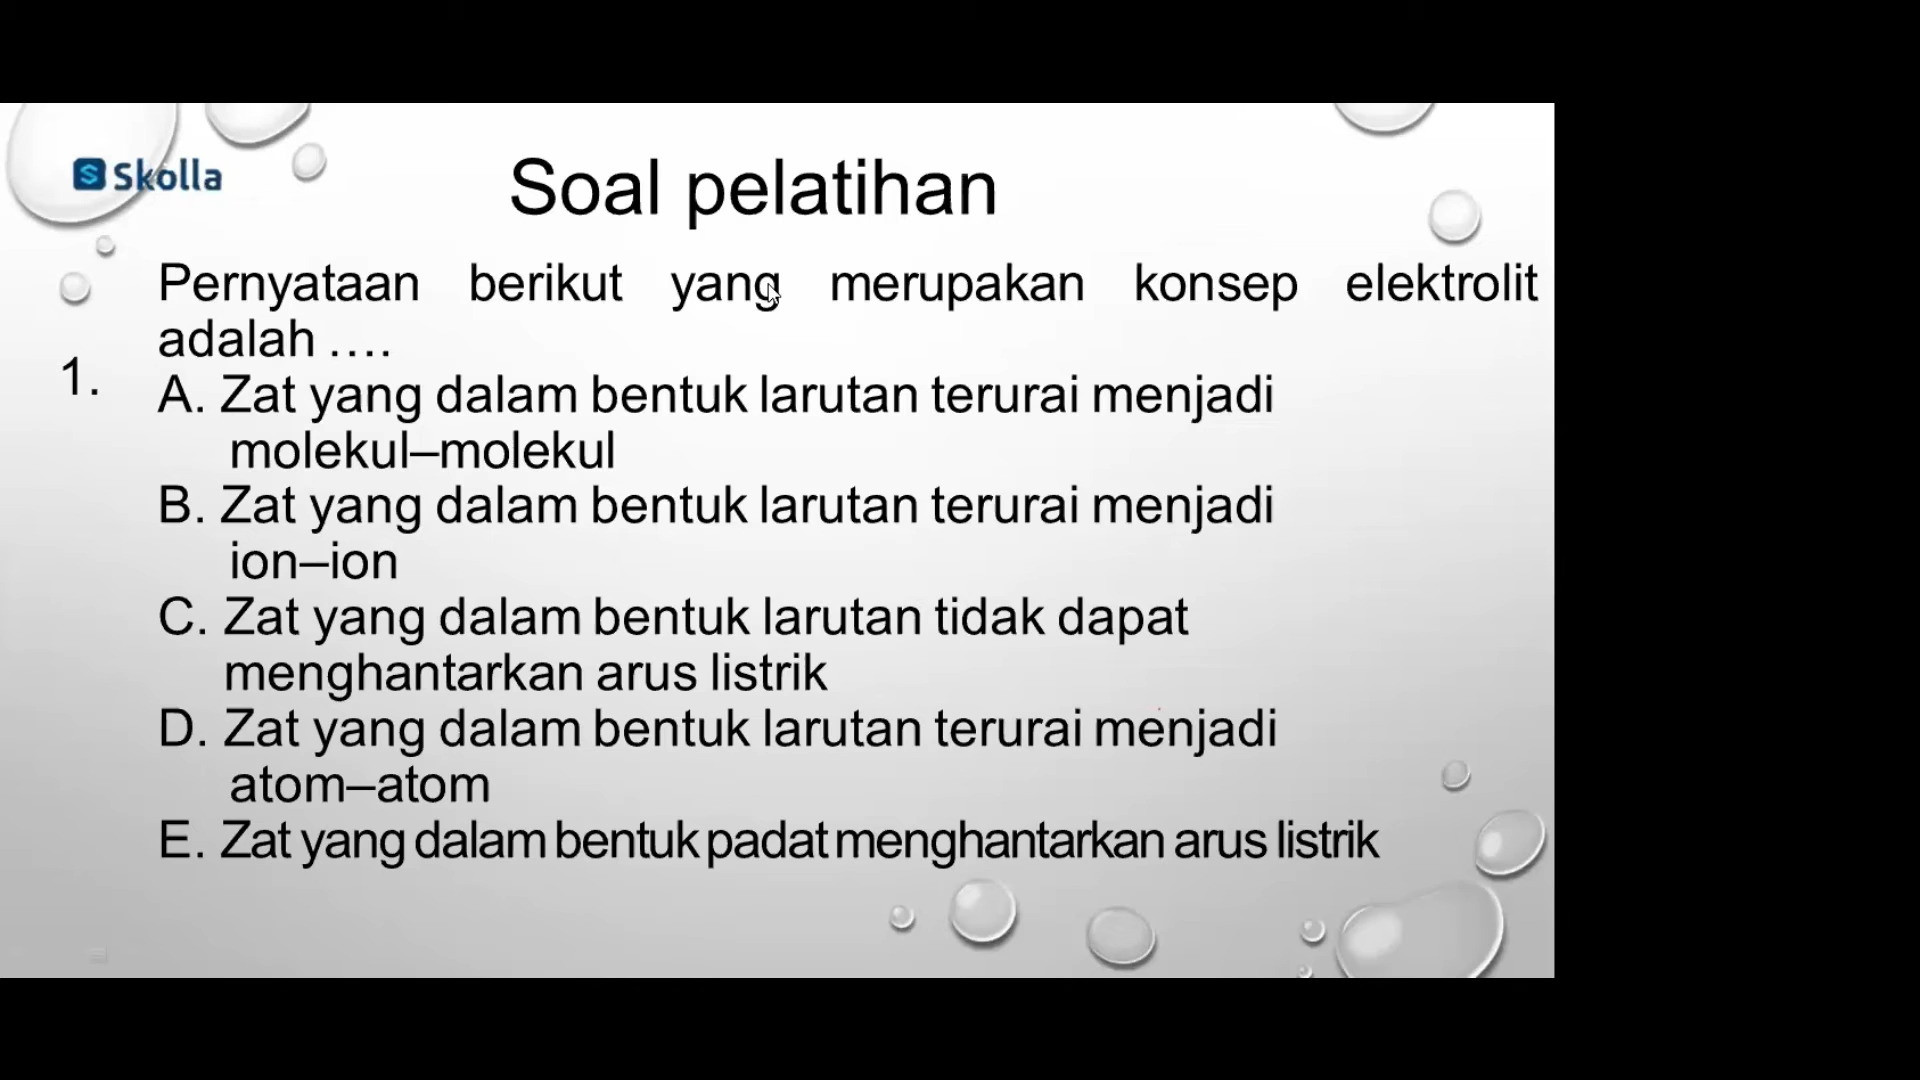 Skolla
Soal pelatihan
Pernyataan berikut yang merupakan konsep elektrolit
adalah ....
1.
A. Zat yang dalam bentuk larutan terurai menjadi
molekul–molekul
B. Zat yang dalam bentuk larutan terurai menjadi
ion–ion
C. Zat yang dalam bentuk larutan tidak dapat
menghantarkan arus listrik
D. Zat yang dalam bentuk larutan terurai menjadi
atom–atom
E. Zat yang dalam bentuk padat menghantarkan arus listrik